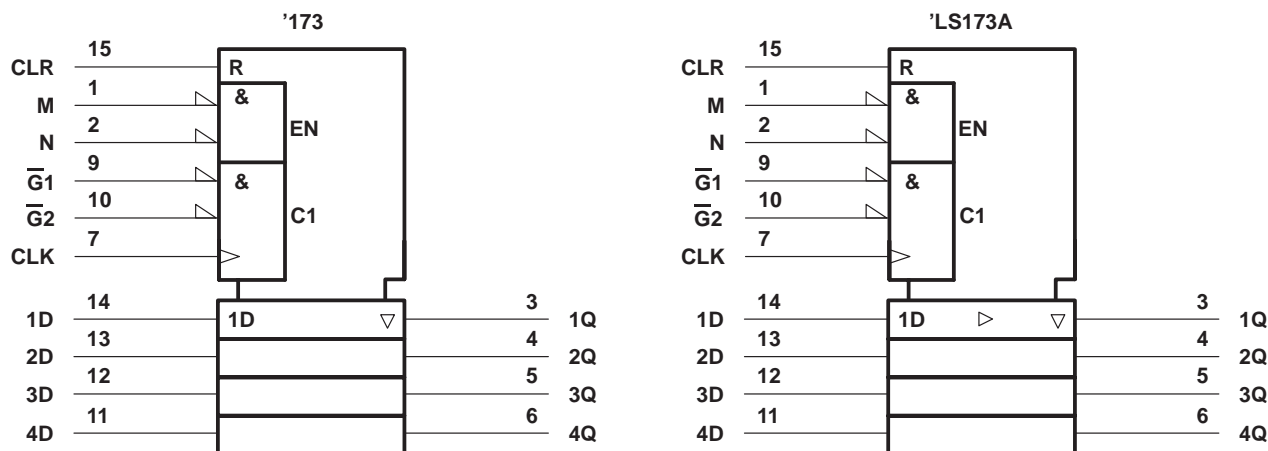 ’173
15
CLR
R
1
M
&
2
N
EN
9
G1
&
10
G2
C1
7
CLK
14
1D
1D
3
1Q
13
2D
4
2Q
12
3D
5
3Q
11
4D
6
4Q
’LS173A
15
CLR
R
1
M
&
2
N
EN
9
G1
&
10
G2
C1
7
CLK
14
1D
1D
3
1Q
13
2D
4
2Q
12
3D
5
3Q
11
4D
6
4Q